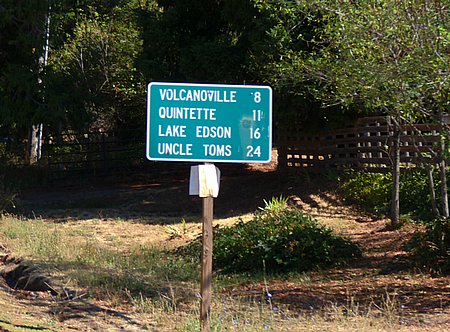 VOLCANOVILLE 8
QUINTETTE 11
LAKE EDSON 16
UNCLE TOMS 24